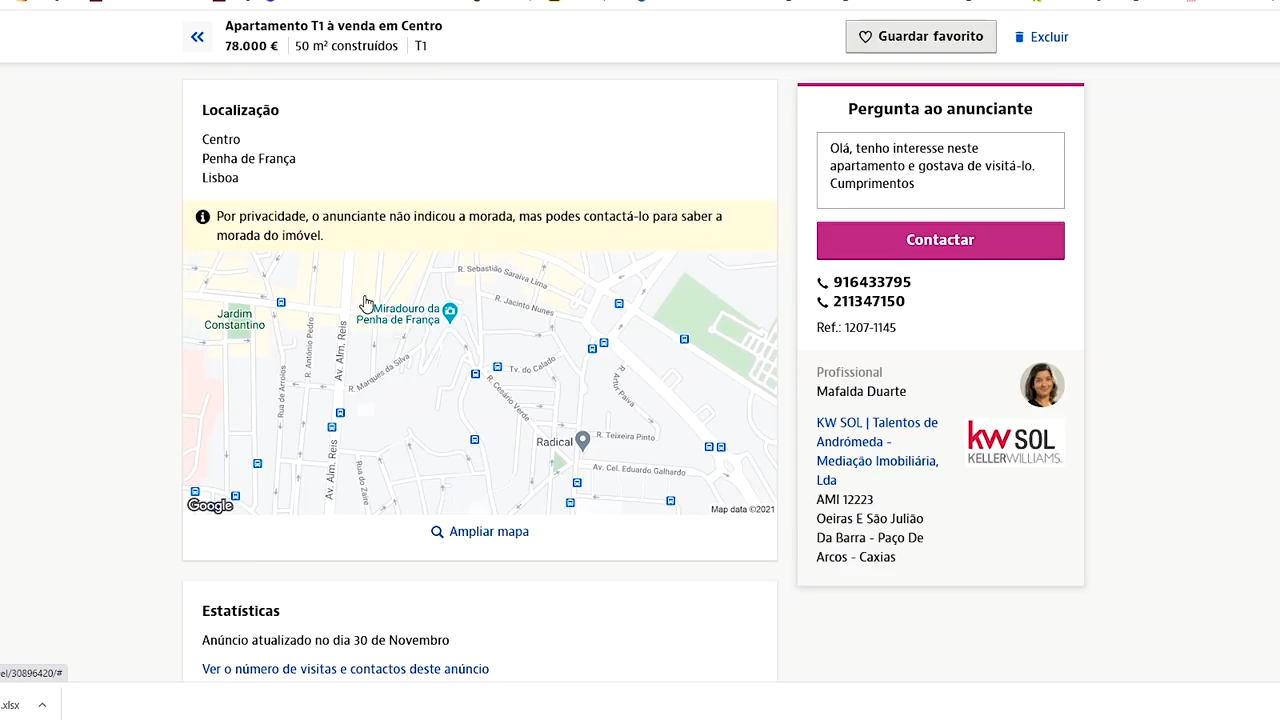 Apartamento T1 à venda em Centro
78.000 € 50 m² construídos T1
Guardar favorito
Excluir
Localização
Centro
Penha de França
Lisboa
Por privacidade, o anunciante não indicou a morada, mas podes contactá-lo para saber a
morada do imóvel.
R. Sebastião Saraiva Lima
R. Jacinto Nunes
Miradouro da
Penha de França
Jardim
Constantino
R. António Pedro
Av. Alm. Reis
R. Marques da Silva
Tv. do Calado
Rua de Arroios
R. Cesário Verde
R. Artur Paiva
Radical
R. Teixeira Pinto
Av. Alm. Reis
Rua do Zaire
Av. Cel. Eduardo Galhardo
Google
Map data ©2021
Ampliar mapa
Estatísticas
Anúncio atualizado no dia 30 de Novembro
Ver o número de visitas e contactos deste anúncio
Pergunta ao anunciante
Olá, tenho interesse neste
apartamento e gostava de visitá-lo.
Cumprimentos
Contactar
916433795
211347150
Ref.: 1207-1145
Profissional
Mafalda Duarte
KW SOL | Talentos de
Andrómeda -
Mediação Imobiliária,
Lda
kw SOL
KELLERWILLIAMS.
AMI 12223
Oeiras E São Julião
Da Barra - Paço De
Arcos - Caxias
el/30896420/#
.xlsx